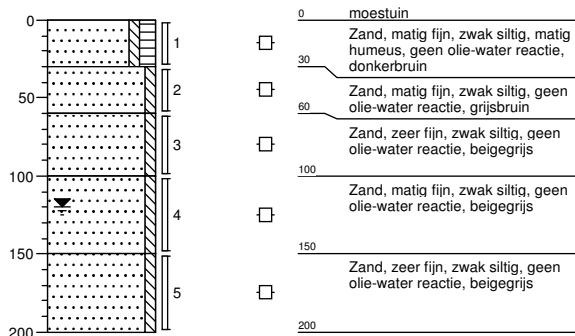 0
50
100
150
200
1
2
3
4
5
0
moestuin
Zand, matig fijn, zwak siltig, matig
humeus, geen olie-water reactie,
donkerbruin
30
Zand, matig fijn, zwak siltig, geen
olie-water reactie, grijsbruin
60
Zand, zeer fijn, zwak siltig, geen
olie-water reactie, beigegrijs
100
Zand, matig fijn, zwak siltig, geen
olie-water reactie, beigegrijs
150
Zand, zeer fijn, zwak siltig, geen
olie-water reactie, beigegrijs
200